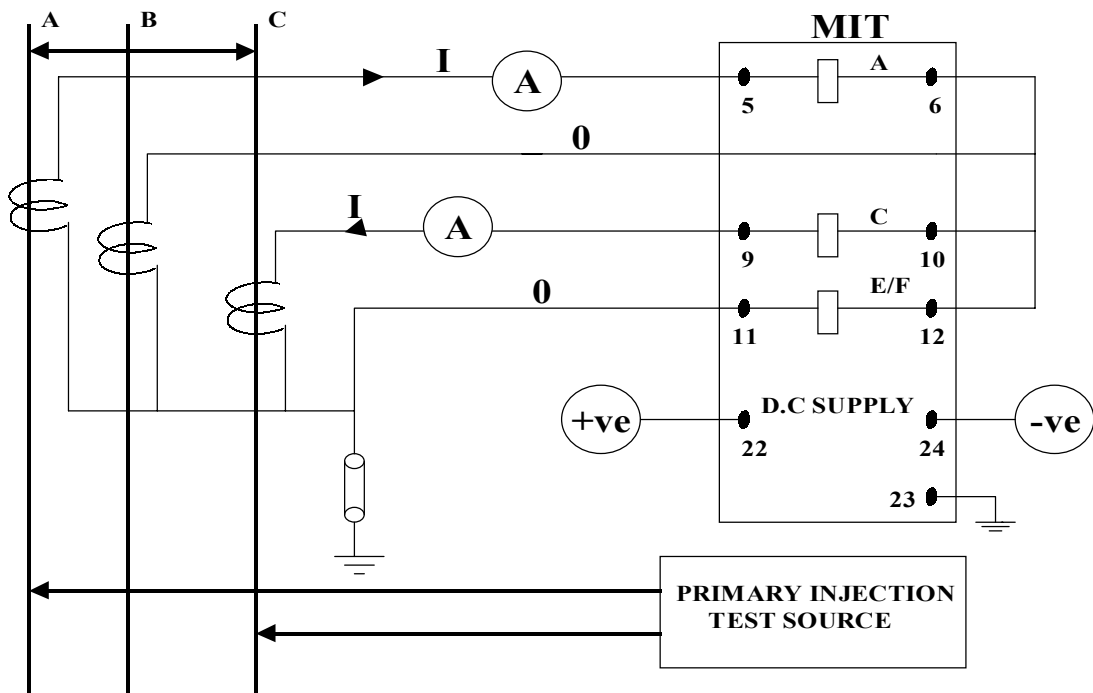 A B C
MIT
I
A
A
5
6
0
I
A
C
9
10
E/F
0
11
12
+ve
D.C SUPPLY
-ve
22
24
23
PRIMARY INJECTION
TEST SOURCE